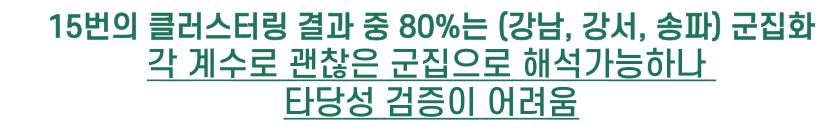 15번의 클러스터링 결과 중 80%는 (강남, 강서, 송파) 군집화
각 계수로 괜찮은 군집으로 해석가능하나
타당성 검증이 어려움